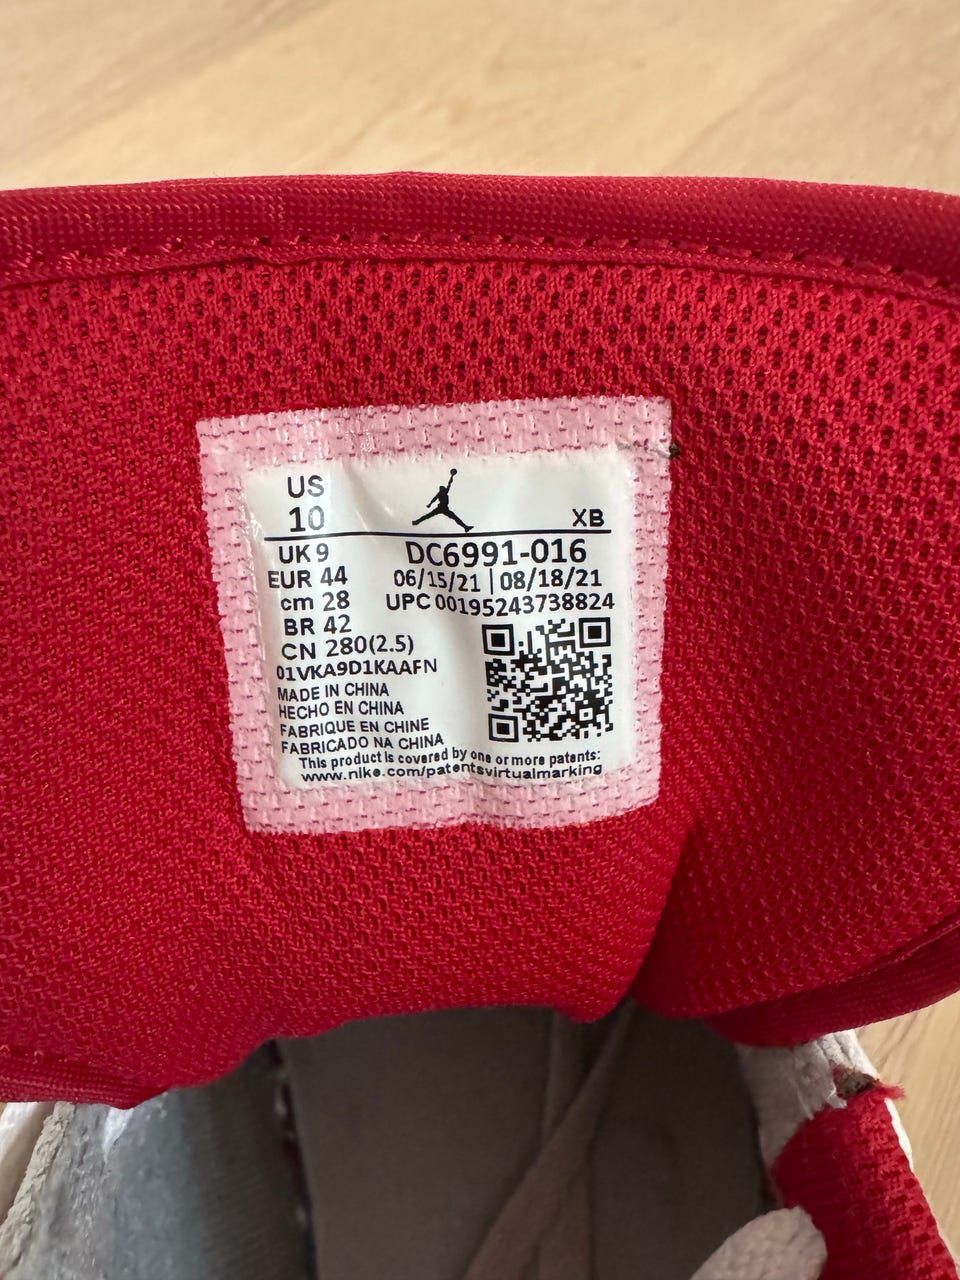 US
10
XB
UK 9
EUR 44
cm 28
BR 42
CN 280(2.5)
DC6991-016
06/15/21 | 08/18/21
UPC 00195243738824
01VKA9D1KAAFN
MADE IN CHINA
HECHO EN CHINA
FABRIQUE EN CHINE
FABRICADO NA CHINA
This product is covered by one or more patents:
www.nike.com/patentsvirtualmarking